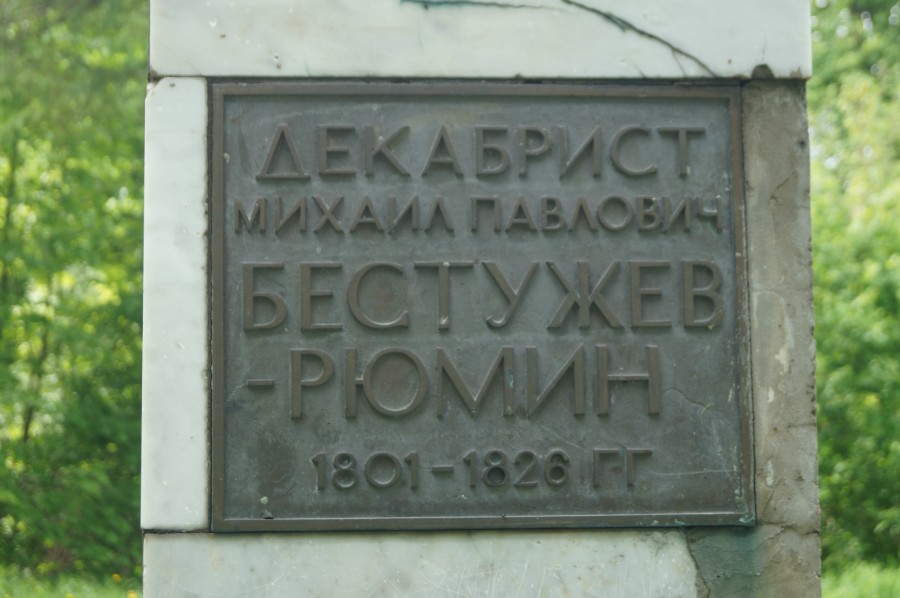 ДЕКАБРИСТ
МИХАИЛ ПАВЛОВИЧ
БЕСТУЖЕВ
-РЮМИН
1801-1826 ГГ